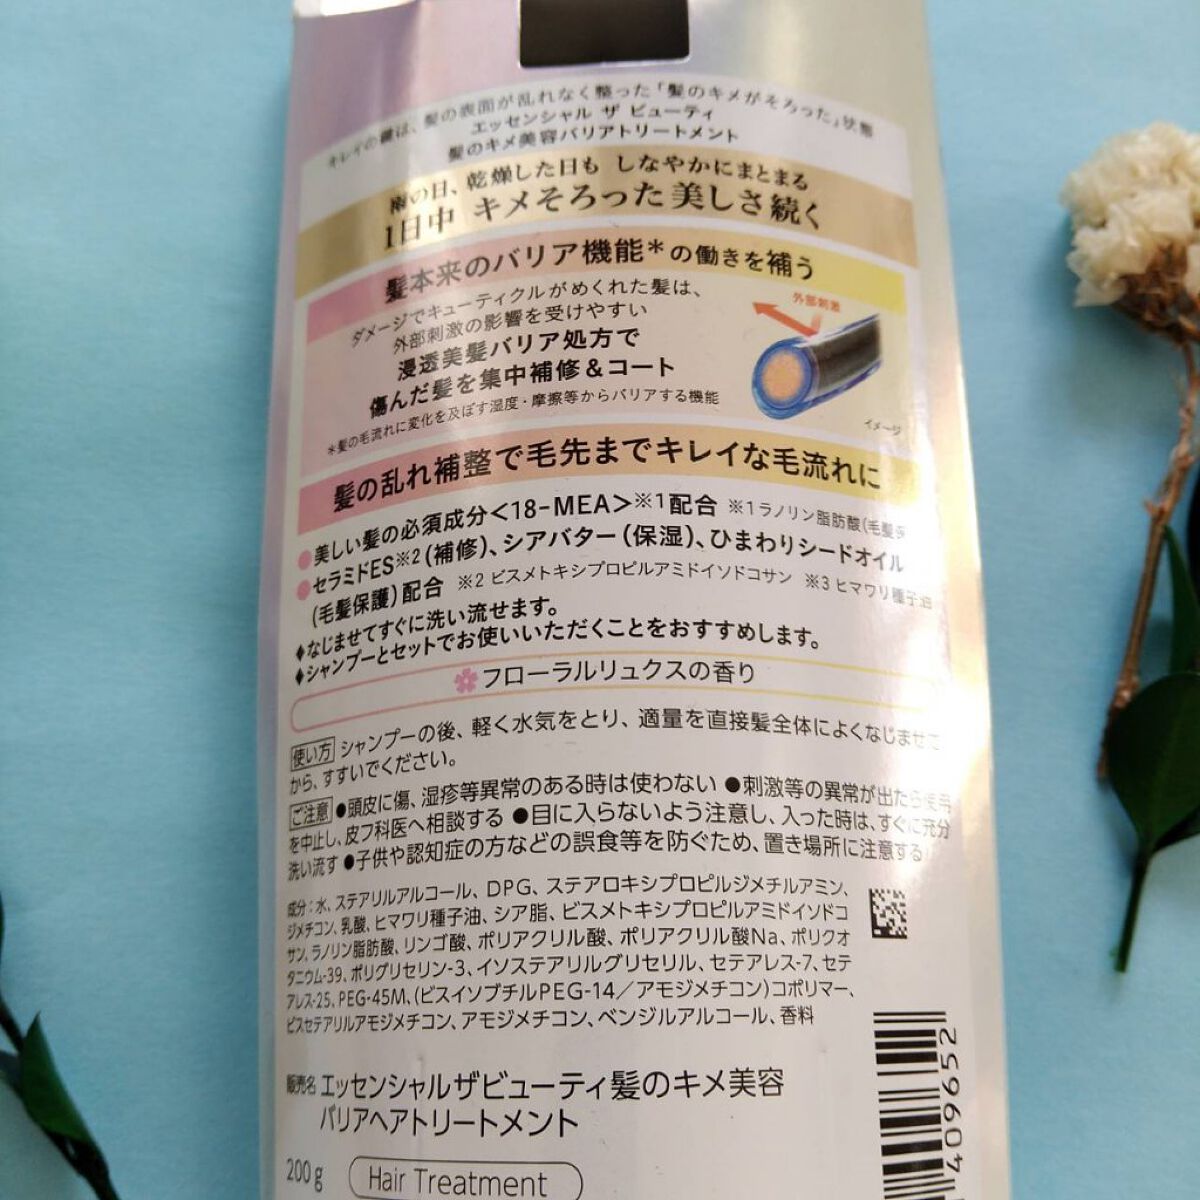 キレイの鍵は、髪の表面が乱れなく整った「髪のキメがそろった」状態
エッセンシャル ザ ビューティ
髪のキメ美容バリアトリートメント
雨の日、乾燥した日も しなやかにまとまる
1日中 キメそろった美しさ続く
髪本来のバリア機能*の働きを補う
ダメージでキューティクルがめくれた髪は、
外部刺激の影響を受けやすい
浸透美髪バリア処方で
傷んだ髪を集中補修＆コート
*髪の毛流れに変化を及ぼす湿度・摩擦等からバリアする機能
外部刺激
イメージ
髪の乱れ補整で毛先までキレイな毛流れに
●美しい髪の必須成分<18-MEA>※1配合 ※1 ラノリン脂肪酸(毛髪
●セラミドES※2(補修)、シアバター(保湿)、ひまわりシードオイル
(毛髪保護)配合 ※2 ビスメトキシプロピルアミドイソドコサン ※3 ヒマワリ種子油
◆なじませてすぐに洗い流せます。
◆シャンプーとセットでお使いいただくことをおすすめします。
フローラルリュクスの香り
使い方 シャンプーの後、軽く水気をとり、適量を直接髪全体によくなじませて
から、すすいでください。
ご注意 ●頭皮に傷、湿疹等異常のある時は使わない ●刺激等の異常が出たら使用
を中止し、皮フ科医へ相談する ●目に入らないよう注意し、入った時は、すぐに充分
洗い流す ●子供や認知症の方などの誤食等を防ぐため、置き場所に注意する
成分：水、ステアリルアルコール、DPG、ステアロキシプロピルジメチルアミン、
ジメチコン、乳酸、ヒマワリ種子油、シア脂、ビスメトキシプロピルアミドイソドコ
サン、ラノリン脂肪酸、リンゴ酸、ポリアクリル酸、ポリアクリル酸Na、ポリクオ
タニウム-39、ポリグリセリン-3、イソステアリルグリセリル、セテアレス-7、セテ
アレス-25、PEG-45M、(ビスイソブチルPEG-14／アモジメチコン)コポリマー、
ビスセテアリルアモジメチコン、アモジメチコン、ベンジルアルコール、香料
販売名 エッセンシャルザビューティ髪のキメ美容
バリアヘアトリートメント
200g
Hair Treatment
409652